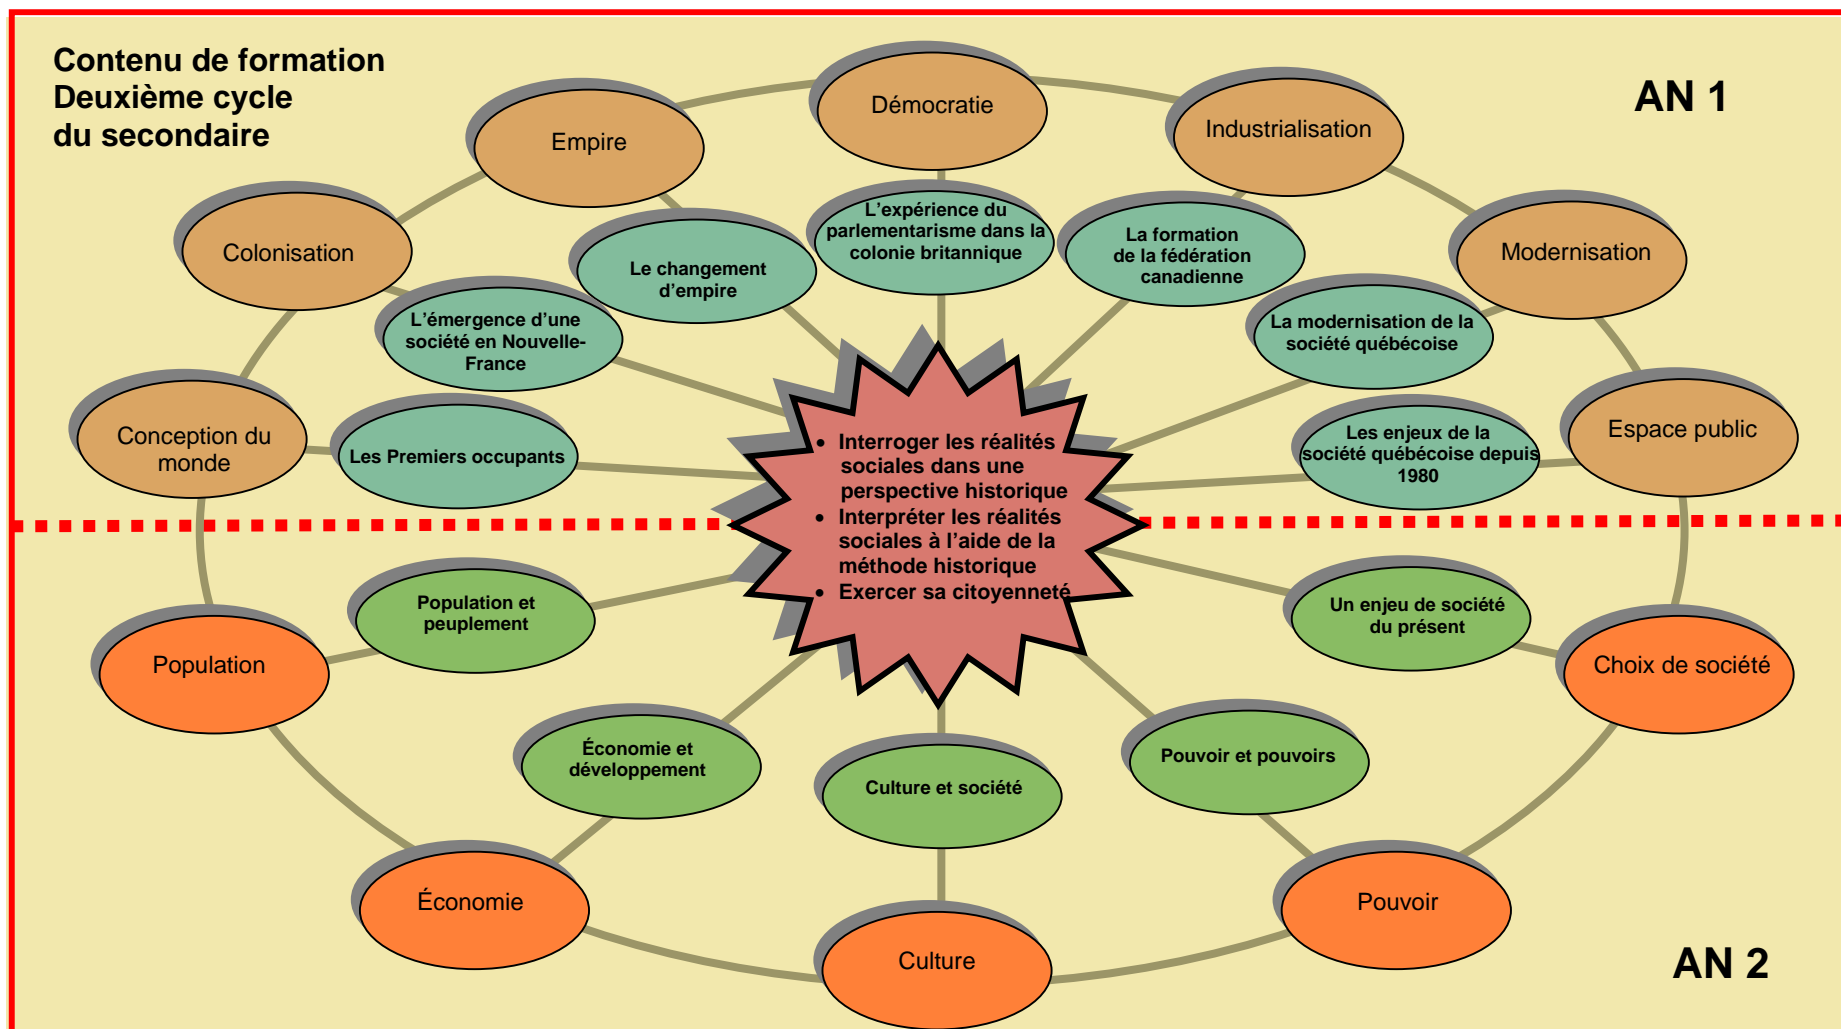 Contenu de formation
Deuxième cycle
du secondaire
AN 1
Démocratie
Empire
Industrialisation
Colonisation
Modernisation
Conception du
monde
Espace public
L'expérience du
parlementarisme dans la
colonie britannique
Le changement
d’empire
La formation
de la fédération
canadienne
L'émergence d’une
société en Nouvelle-
France
La modernisation de la
société québécoise
Les Premiers occupants
Les enjeux de la
société québécoise depuis
1980
• Interroger les réalités
sociales dans une
perspective historique
• Interpréter les réalités
sociales à l’aide de la
méthode historique
• Exercer sa citoyenneté
Population et
peuplement
Un enjeu de société
du présent
Population
Choix de société
Économie et
développement
Culture et société
Pouvoir et pouvoirs
Économie
Culture
Pouvoir
AN 2